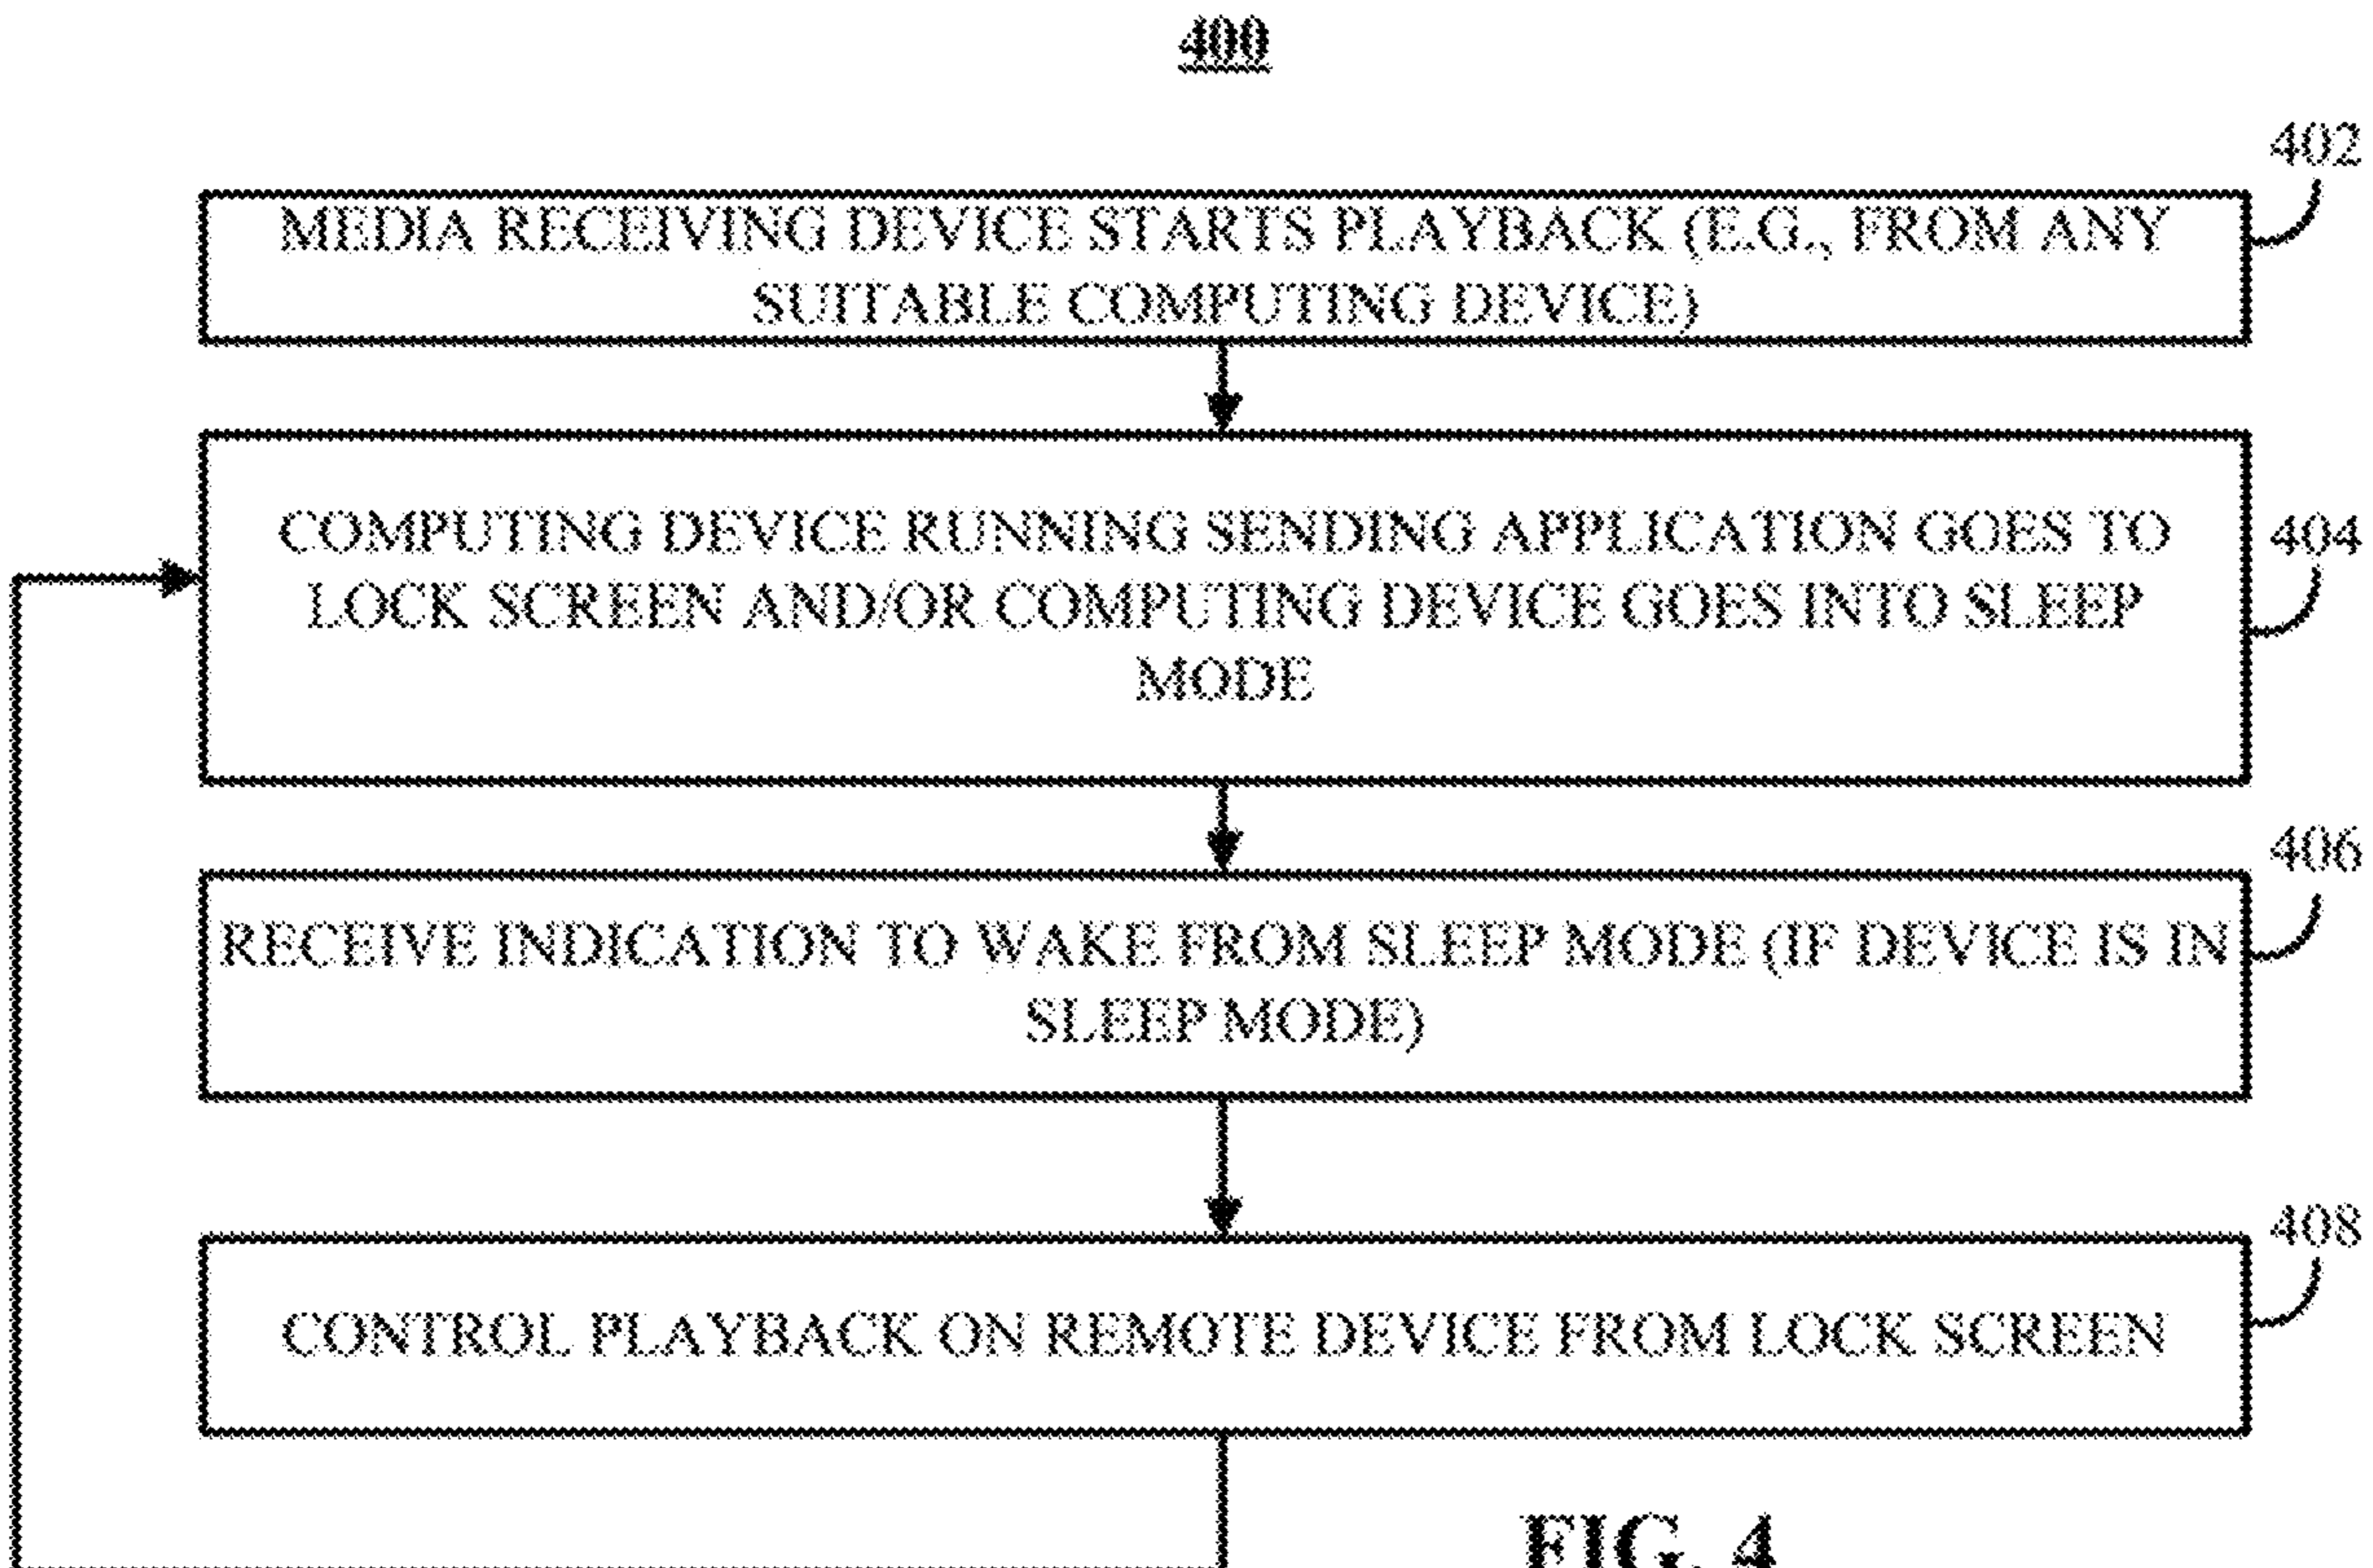 400
402
MEDIA RECEIVING DEVICE STARTS PLAYBACK (E.G., FROM ANY
SUITABLE COMPUTING DEVICE)
404
COMPUTING DEVICE RUNNING SENDING APPLICATION GOES TO
LOCK SCREEN AND/OR COMPUTING DEVICE GOES INTO SLEEP
MODE
406
RECEIVE INDICATION TO WAKE FROM SLEEP MODE (IF DEVICE IS IN
SLEEP MODE)
408
CONTROL PLAYBACK ON REMOTE DEVICE FROM LOCK SCREEN
FIG. 4